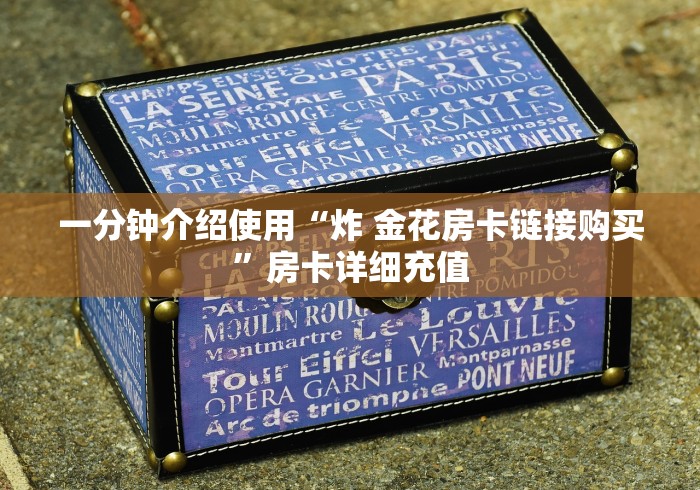 CHAMPS ELYSEES NOTRE DAME
LA SEINE Quartier Latin
PALAIS ROYALE PARIS
MOULIN ROUGE CENTRE POMPIDOU
Montmartre Le Louvre
Tour Eiffel VERSAILLES
OPÉRA GARNIER Montparnasse
Arc de triomphe PONT NEUF
一分钟介绍使用“炸 金花房卡链接购买
”房卡详细充值
MOULIN
Montmartre Le Louvre
Tour Eiffel VERSAILLES
OPÉRA GARNIER Montparnasse
Arc de triomphe PONT NEUF